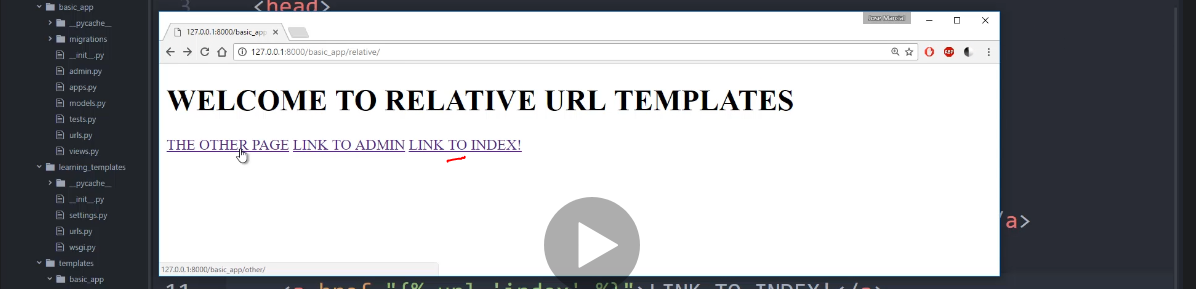 basic_app
__pycache__
migrations
__init__.py
admin.py
apps.py
models.py
tests.py
urls.py
views.py
learning_templates
__pycache__
__init__.py
settings.py
urls.py
wsgi.py
templates
basic_app
3 <head>
127.0.0.1:8000/basic_app
127.0.0.1:8000/basic_app/relative/
ABP
WELCOME TO RELATIVE URL TEMPLATES
THE OTHER PAGE LINK TO ADMIN LINK TO INDEX!
/a>
127.0.0.1:8000/basic_app/other/
11 <a href="{% url 'index' %}">LINK TO INDEX!</a>